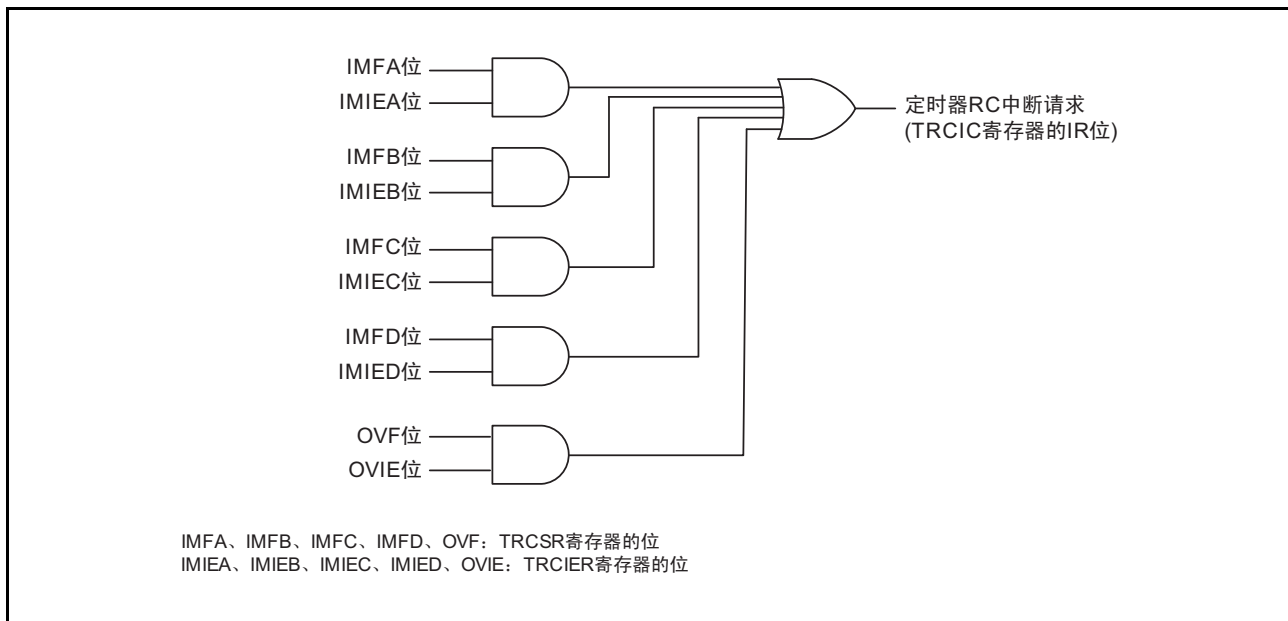 IMFA位
IMIEA位
IMFB位
IMIEB位
IMFC位
IMIEC位
IMFD位
IMIED位
OVF位
OVIE位
定时器RC中断请求
(TRCIC寄存器的IR位)
IMFA、IMFB、IMFC、IMFD、OVF：TRCSR寄存器的位
IMIEA、IMIEB、IMIEC、IMIED、OVIE：TRCIER寄存器的位